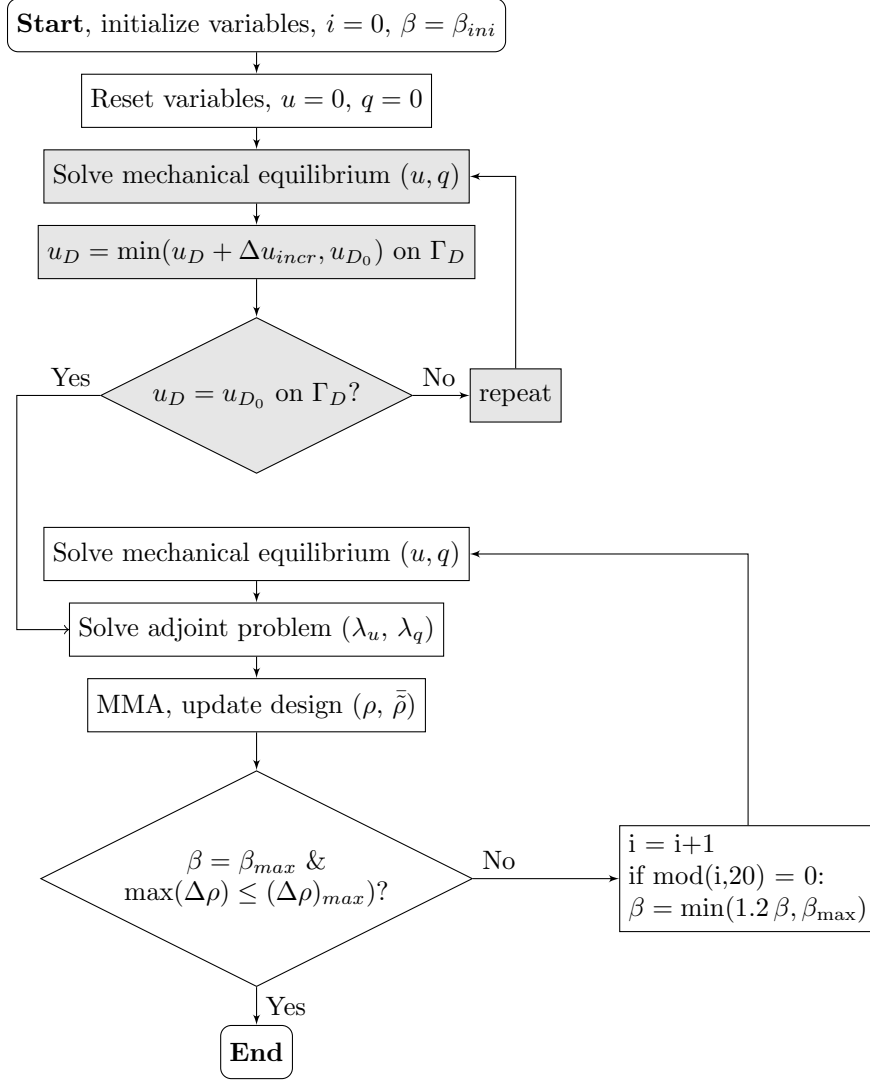 Start, initialize variables, i = 0, β = β_ini
Reset variables, u = 0, q = 0
Solve mechanical equilibrium (u, q)
u_D = min(u_D + Δu_incr, u_D₀) on Γ_D
Yes
u_D = u_D₀ on Γ_D?
No
repeat
Solve mechanical equilibrium (u, q)
Solve adjoint problem (λ_u, λ_q)
MMA, update design (ρ, ρ̃̄)
β = β_max &
max(Δρ) ≤ (Δρ)_max)?
No
i = i+1
if mod(i,20) = 0:
β = min(1.2 β, β_max)
Yes
End